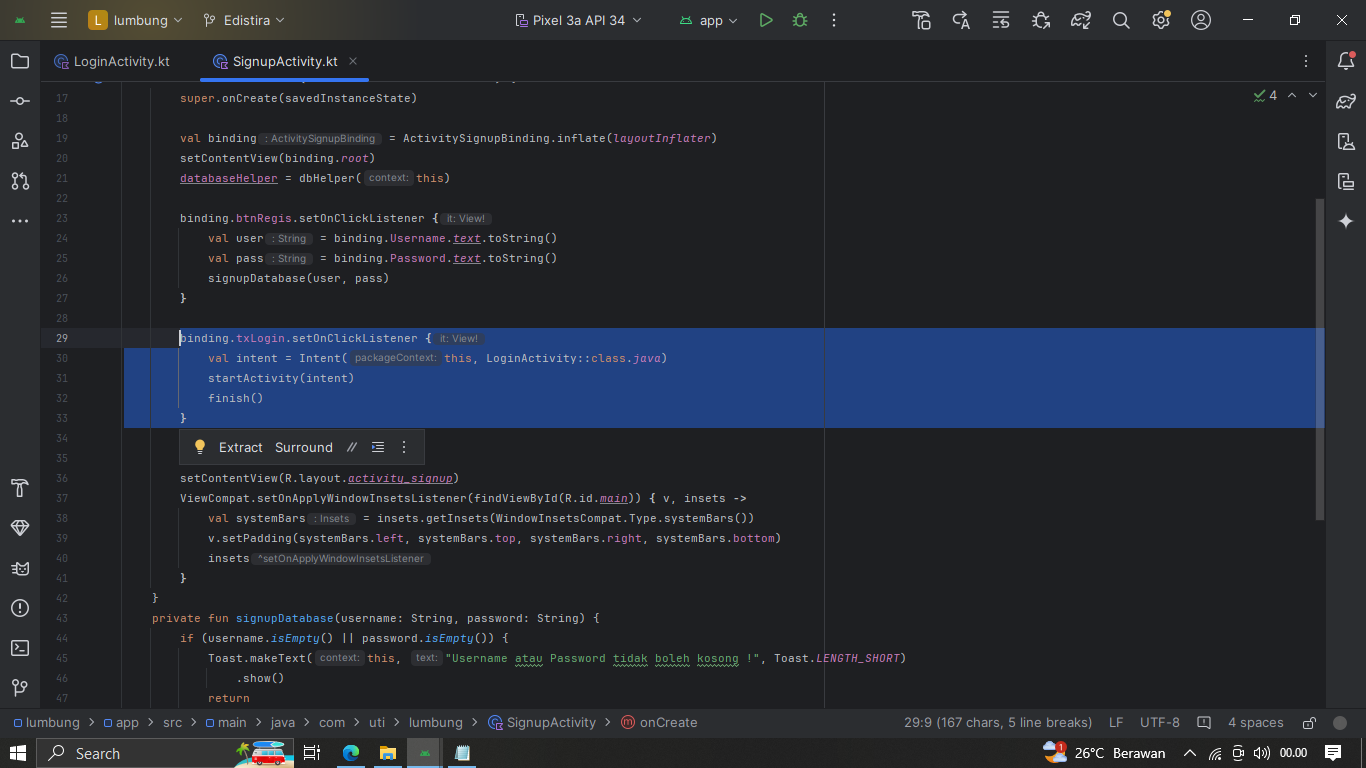 L lumbung Edistira Pixel 3a API 34 app
LoginActivity.kt SignupActivity.kt
4
17 super.onCreate(savedInstanceState)
18
19 val binding : ActivitySignupBinding = ActivitySignupBinding.inflate(layoutInflater)
20 setContentView(binding.root)
21 databaseHelper = dbHelper( context: this)
22
23 binding.btnRegis.setOnClickListener { it: View!
24 val user : String = binding.Username.text.toString()
25 val pass : String = binding.Password.text.toString()
26 signupDatabase(user, pass)
27 }
28
29 binding.txLogin.setOnClickListener { it: View!
30 val intent = Intent( packageContext: this, LoginActivity::class.java)
31 startActivity(intent)
32 finish()
33 }
34 Extract Surround
35
36 setContentView(R.layout.activity_signup)
37 ViewCompat.setOnApplyWindowInsetsListener(findViewById(R.id.main)) { v, insets ->
38 val systemBars : Insets = insets.getInsets(WindowInsetsCompat.Type.systemBars())
39 v.setPadding(systemBars.left, systemBars.top, systemBars.right, systemBars.bottom)
40 insets ^setOnApplyWindowInsetsListener
41 }
42 }
43 private fun signupDatabase(username: String, password: String) {
44 if (username.isEmpty() || password.isEmpty()) {
45 Toast.makeText( context: this, text: "Username atau Password tidak boleh kosong !", Toast.LENGTH_SHORT)
46 .show()
47 return
lumbung > app > src > main > java > com > uti > lumbung > SignupActivity > onCreate 29:9 (167 chars, 5 line breaks) LF UTF-8 4 spaces
Search 1 26°C Berawan 00.00